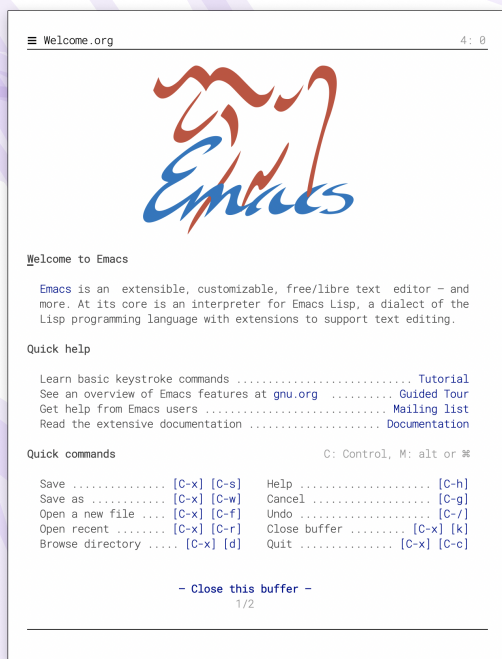 ☰ Welcome.org 4: 0
Emacs
Welcome to Emacs
Emacs is an extensible, customizable, free/libre text editor — and
more. At its core is an interpreter for Emacs Lisp, a dialect of the
Lisp programming language with extensions to support text editing.
Quick help
Learn basic keystroke commands ............................ Tutorial
See an overview of Emacs features at gnu.org .......... Guided Tour
Get help from Emacs users ............................. Mailing list
Read the extensive documentation ..................... Documentation
Quick commands C: Control, M: alt or ⌘
Save ............... [C-x] [C-s] Help ..................... [C-h]
Save as ............ [C-x] [C-w] Cancel ................... [C-g]
Open a new file .... [C-x] [C-f] Undo ..................... [C-/]
Open recent ........ [C-x] [C-r] Close buffer ......... [C-x] [k]
Browse directory ..... [C-x] [d] Quit ............... [C-x] [C-c]
— Close this buffer —
1/2